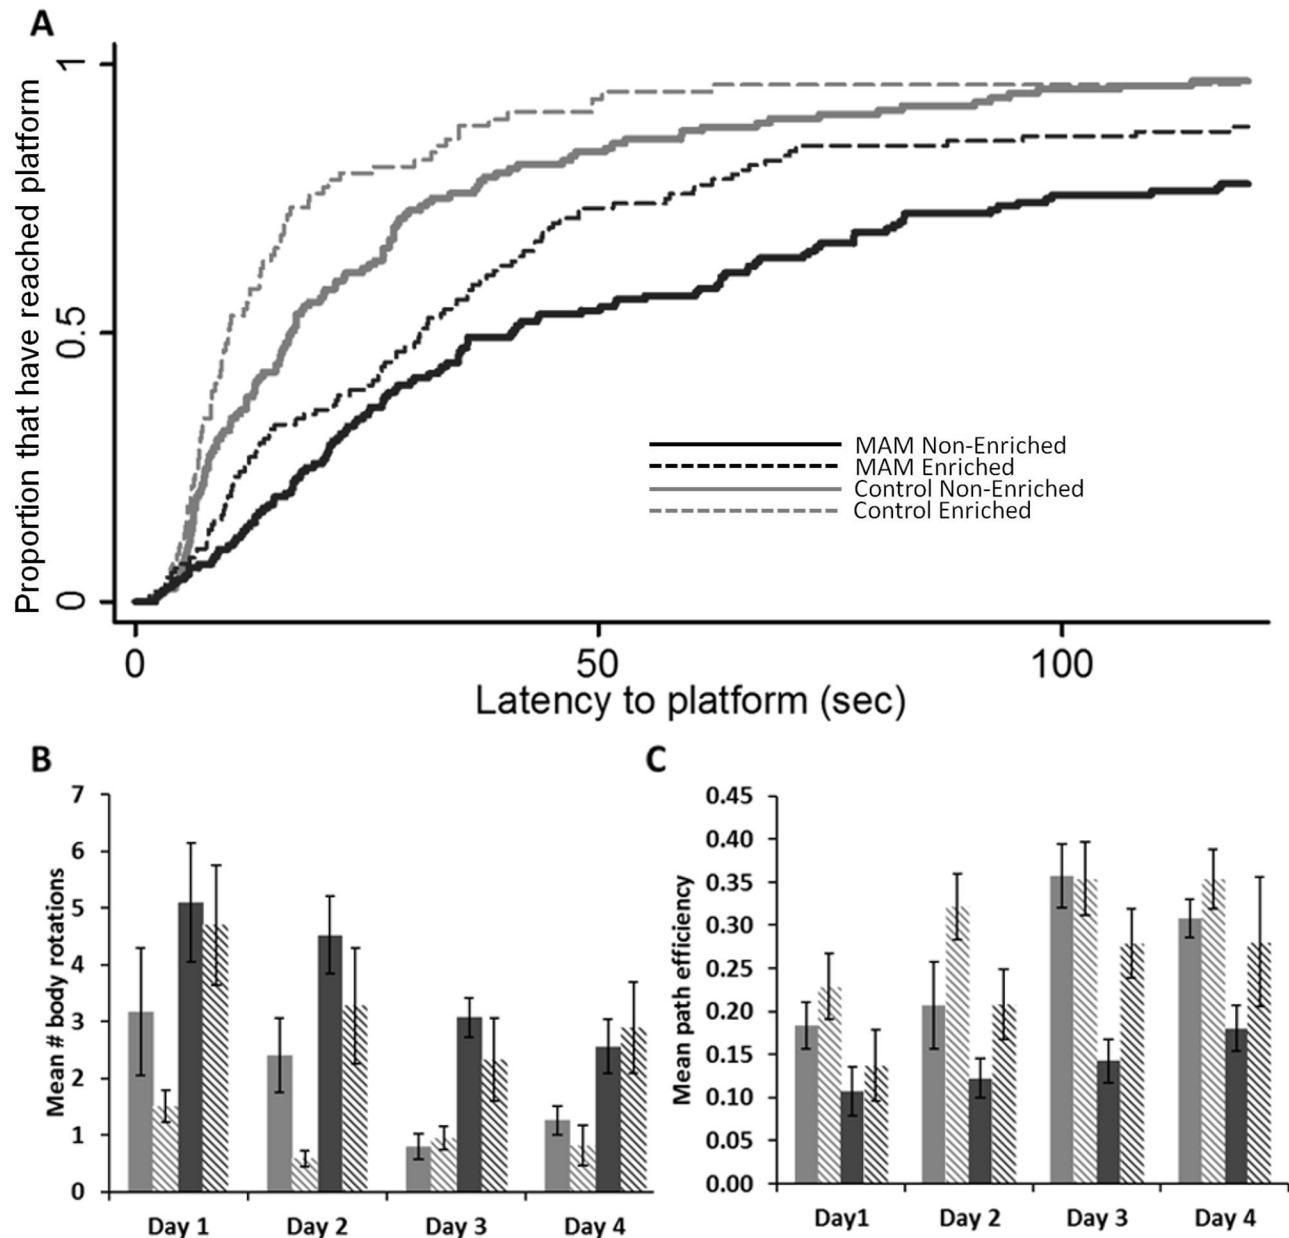 A
Proportion that have reached platform
1
0.5
0
MAM Non-Enriched
MAM Enriched
Control Non-Enriched
Control Enriched
0 50 100
Latency to platform (sec)
B
Mean # body rotations
7
6
5
4
3
2
1
0
Day 1 Day 2 Day 3 Day 4
C
Mean path efficiency
0.45
0.40
0.35
0.30
0.25
0.20
0.15
0.10
0.05
0.00
Day1 Day 2 Day 3 Day 4